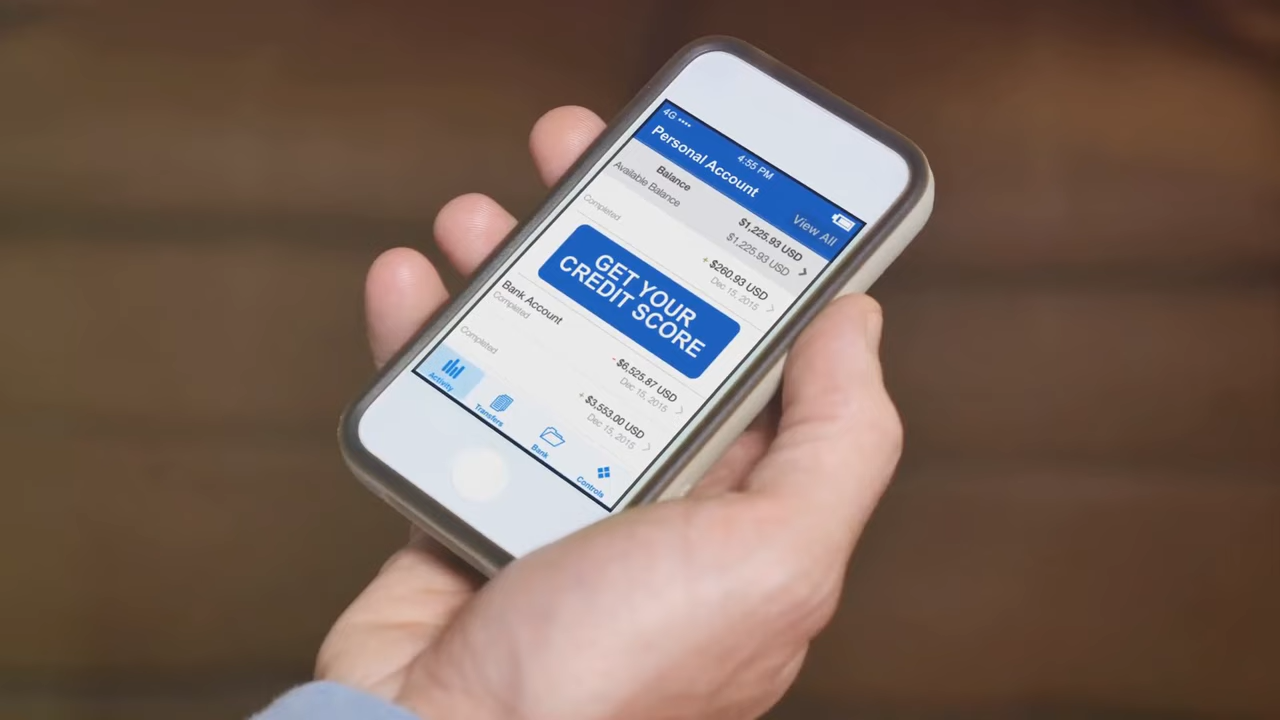 4G
4:55 PM
Personal Account
View All
Balance
$1,225.93 USD
Available Balance
$1,225.93 USD
Completed
+ $260.93 USD
Dec 15, 2015
GET YOUR
CREDIT SCORE
Bank Account
Completed
- $6,525.87 USD
Dec 15, 2015
Completed
+ $3,553.00 USD
Dec 15, 2015
Activity
Transfers
Bank
Controls